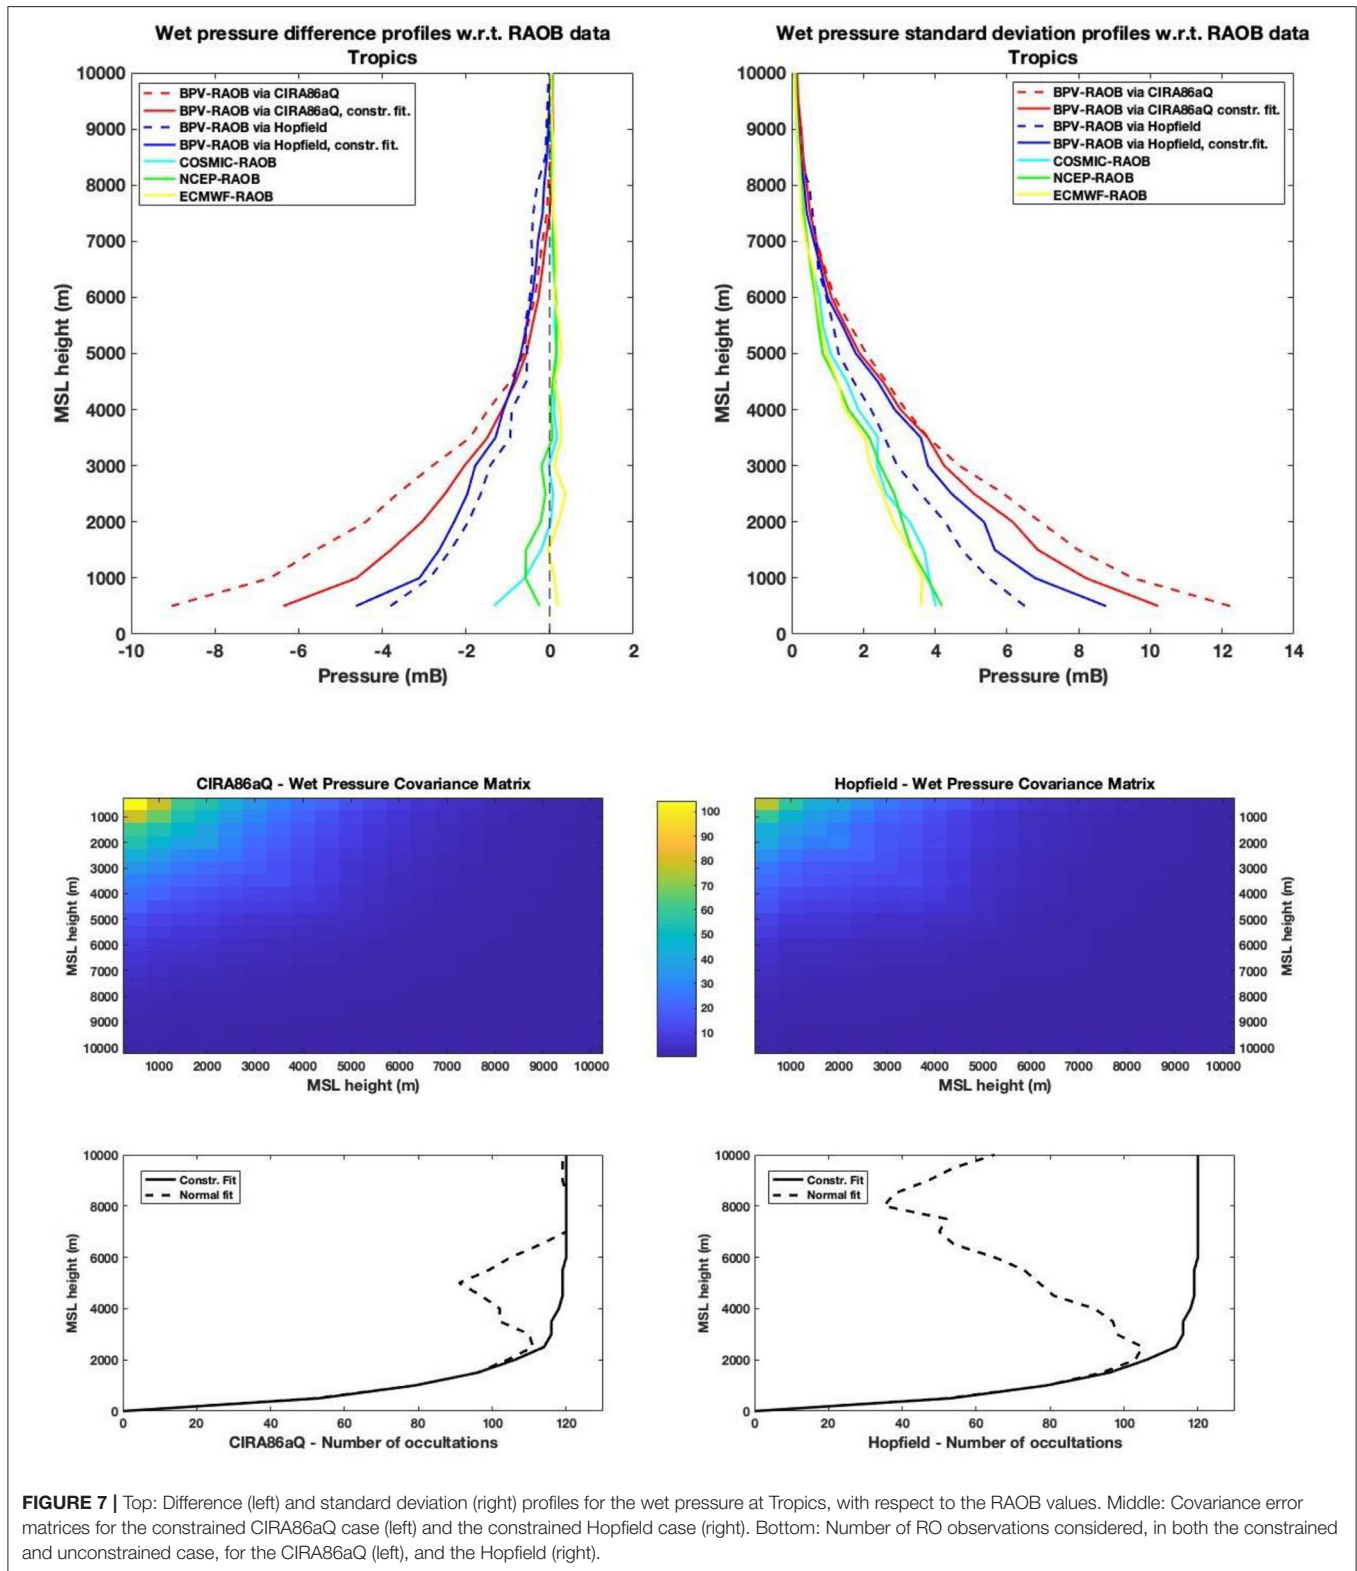 Wet pressure difference profiles w.r.t. RAOB data
Tropics
10000
9000
8000
7000
6000
5000
4000
3000
2000
1000
0
MSL height (m)
BPV-RAOB via CIRA86aQ
BPV-RAOB via CIRA86aQ, constr. fit.
BPV-RAOB via Hopfield
BPV-RAOB via Hopfield, constr. fit.
COSMIC-RAOB
NCEP-RAOB
ECMWF-RAOB
-10 -8 -6 -4 -2 0 2
Pressure (mB)
Wet pressure standard deviation profiles w.r.t. RAOB data
Tropics
10000
9000
8000
7000
6000
5000
4000
3000
2000
1000
0
MSL height (m)
BPV-RAOB via CIRA86aQ
BPV-RAOB via CIRA86aQ constr. fit.
BPV-RAOB via Hopfield
BPV-RAOB via Hopfield, constr.fit.
COSMIC-RAOB
NCEP-RAOB
ECMWF-RAOB
0 2 4 6 8 10 12 14
Pressure (mB)
CIRA86aQ - Wet Pressure Covariance Matrix
1000
2000
3000
4000
5000
6000
7000
8000
9000
10000
MSL height (m)
1000 2000 3000 4000 5000 6000 7000 8000 9000 10000
MSL height (m)
100
90
80
70
60
50
40
30
20
10
Hopfield - Wet Pressure Covariance Matrix
1000
2000
3000
4000
5000
6000
7000
8000
9000
10000
MSL height (m)
1000 2000 3000 4000 5000 6000 7000 8000 9000 10000
MSL height (m)
10000
8000
6000
4000
2000
0
MSL height (m)
Constr. Fit
Normal fit
0 20 40 60 80 100 120
CIRA86aQ - Number of occultations
10000
8000
6000
4000
2000
0
MSL height (m)
Constr. Fit
Normal fit
0 20 40 60 80 100 120
Hopfield - Number of occultations
FIGURE 7 | Top: Difference (left) and standard deviation (right) profiles for the wet pressure at Tropics, with respect to the RAOB values. Middle: Covariance error
matrices for the constrained CIRA86aQ case (left) and the constrained Hopfield case (right). Bottom: Number of RO observations considered, in both the constrained
and unconstrained case, for the CIRA86aQ (left), and the Hopfield (right).